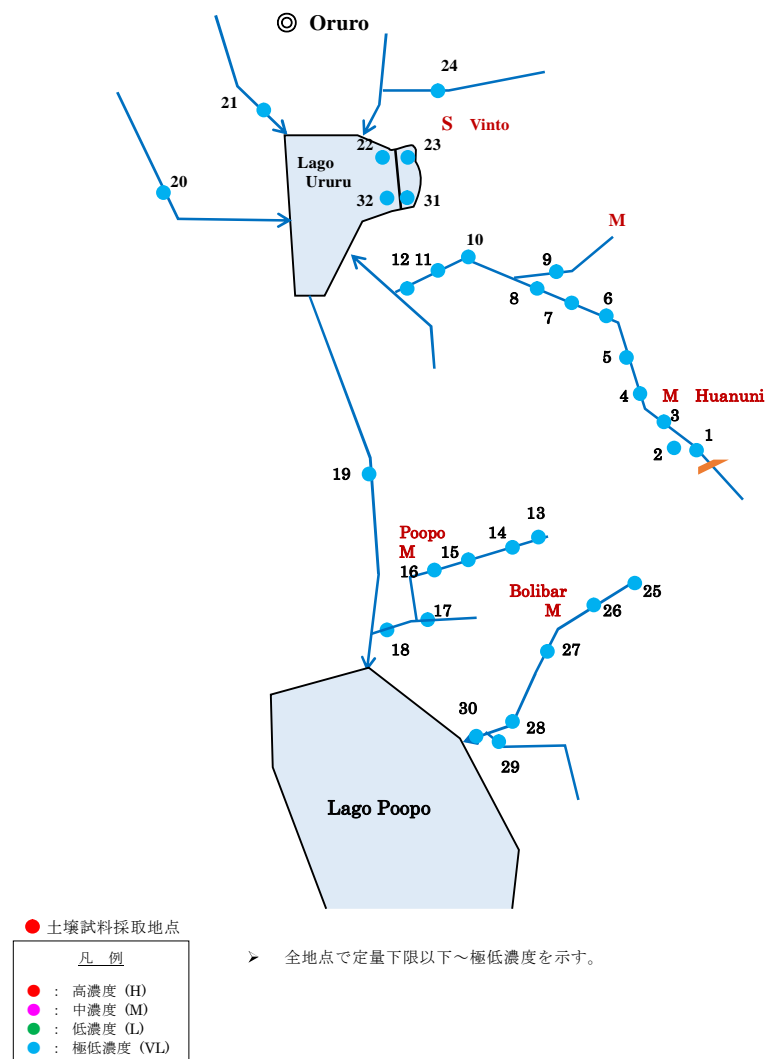 ◎ Oruro
24
21
S Vinto
22
23
Lago
Ururu
20
32
31
M
10
9
12
11
8
7
6
5
4
M Huanuni
3
1
2
19
13
Poopo
M
14
15
16
Bolibar
M
25
26
17
18
27
30
28
29
Lago Poopo
土壌試料採取地点
凡 例
： 高濃度 (H)
： 中濃度 (M)
： 低濃度 (L)
： 極低濃度 (VL)
➢ 全地点で定量下限以下～極低濃度を示す。